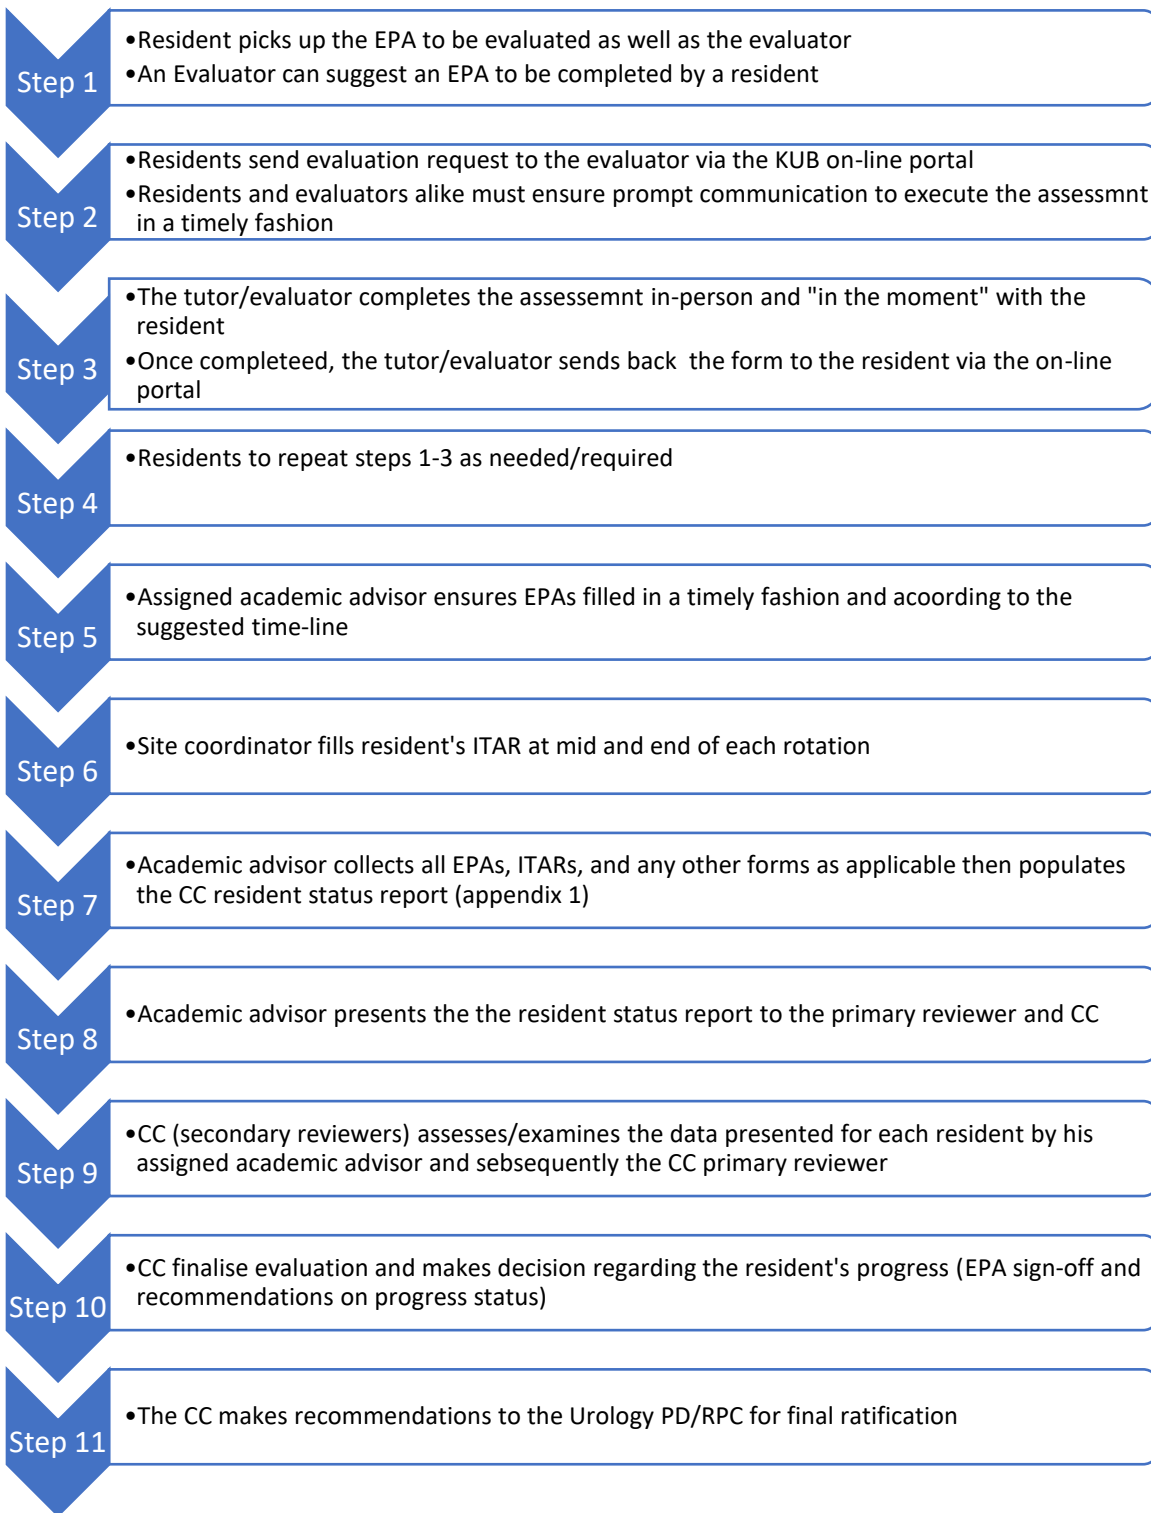 Step 1
•Resident picks up the EPA to be evaluated as well as the evaluator
•An Evaluator can suggest an EPA to be completed by a resident
Step 2
•Residents send evaluation request to the evaluator via the KUB on-line portal
•Residents and evaluators alike must ensure prompt communication to execute the assessmnt
in a timely fashion
Step 3
•The tutor/evaluator completes the assessemnt in-person and "in the moment" with the
resident
•Once completeed, the tutor/evaluator sends back  the form to the resident via the on-line
portal
Step 4
•Residents to repeat steps 1-3 as needed/required
Step 5
•Assigned academic advisor ensures EPAs filled in a timely fashion and acoording to the
suggested time-line
Step 6
•Site coordinator fills resident's ITAR at mid and end of each rotation
Step 7
•Academic advisor collects all EPAs, ITARs, and any other forms as applicable then populates
the CC resident status report (appendix 1)
Step 8
•Academic advisor presents the the resident status report to the primary reviewer and CC
Step 9
•CC (secondary reviewers) assesses/examines the data presented for each resident by his
assigned academic advisor and sebsequently the CC primary reviewer
Step 10
•CC finalise evaluation and makes decision regarding the resident's progress (EPA sign-off and
recommendations on progress status)
Step 11
•The CC makes recommendations to the Urology PD/RPC for final ratification